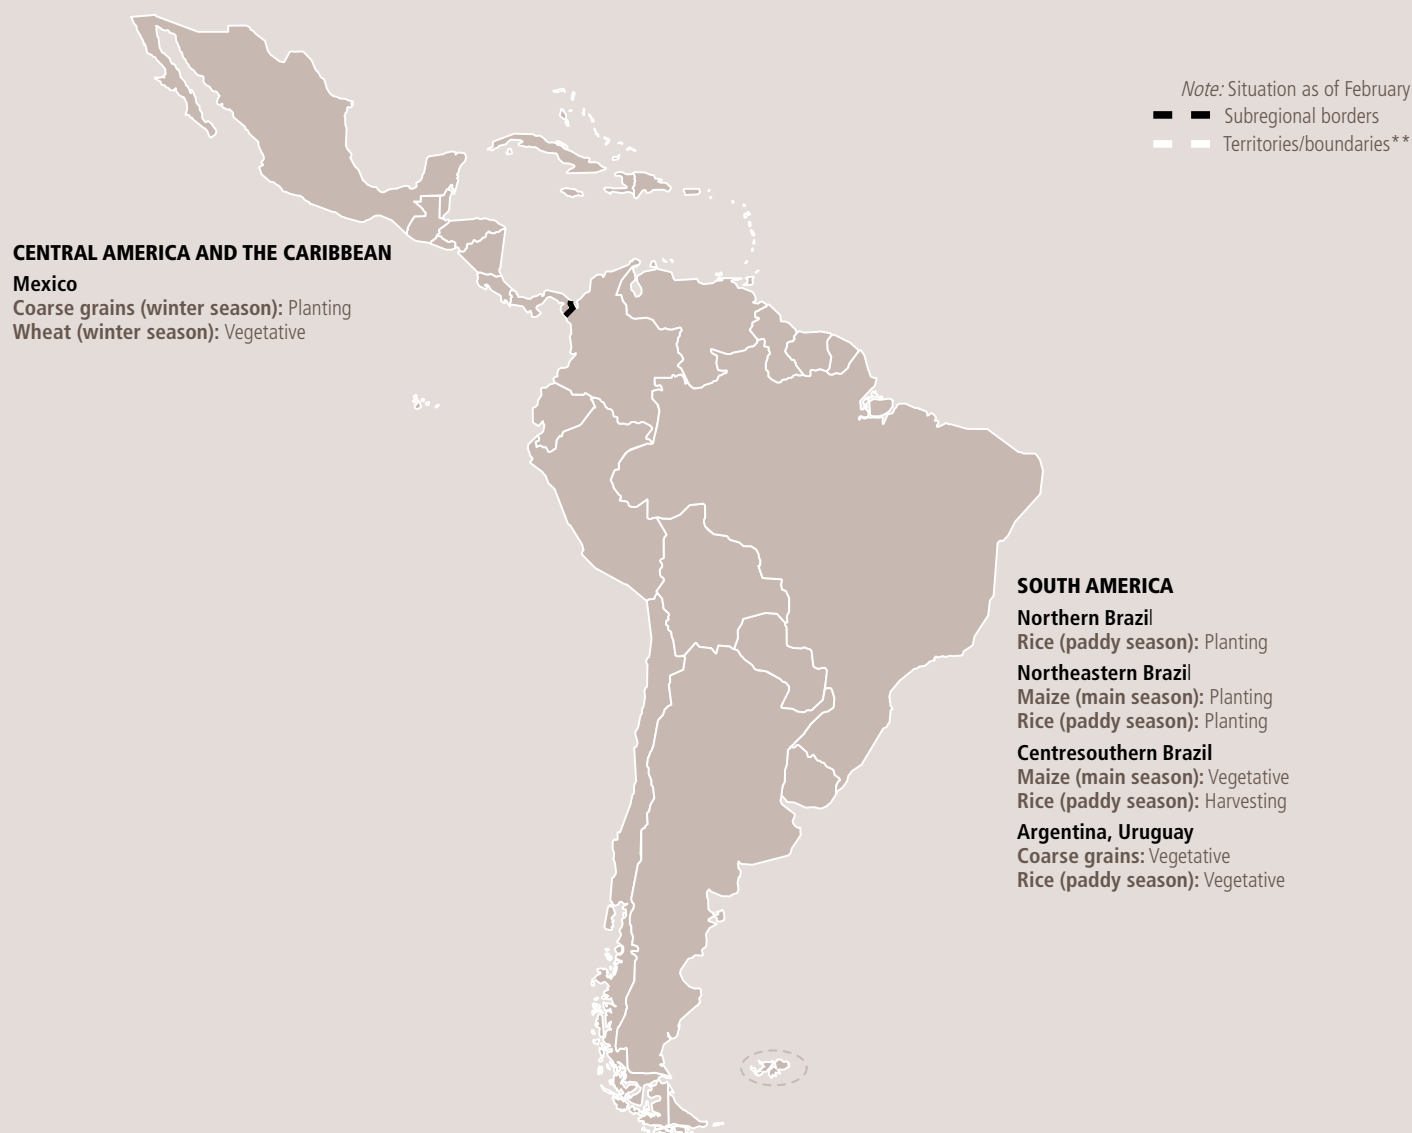 Note: Situation as of February
Subregional borders
Territories/boundaries**
CENTRAL AMERICA AND THE CARIBBEAN
Mexico
Coarse grains (winter season): Planting
Wheat (winter season): Vegetative
SOUTH AMERICA
Northern Brazil
Rice (paddy season): Planting
Northeastern Brazil
Maize (main season): Planting
Rice (paddy season): Planting
Centresouthern Brazil
Maize (main season): Vegetative
Rice (paddy season): Harvesting
Argentina, Uruguay
Coarse grains: Vegetative
Rice (paddy season): Vegetative